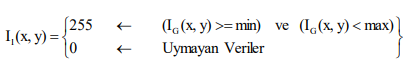 I₁(x, y) = { 255 ← (I_G(x, y) >= min) ve (I_G(x, y) < max) }
0 ← Uymayan Veriler